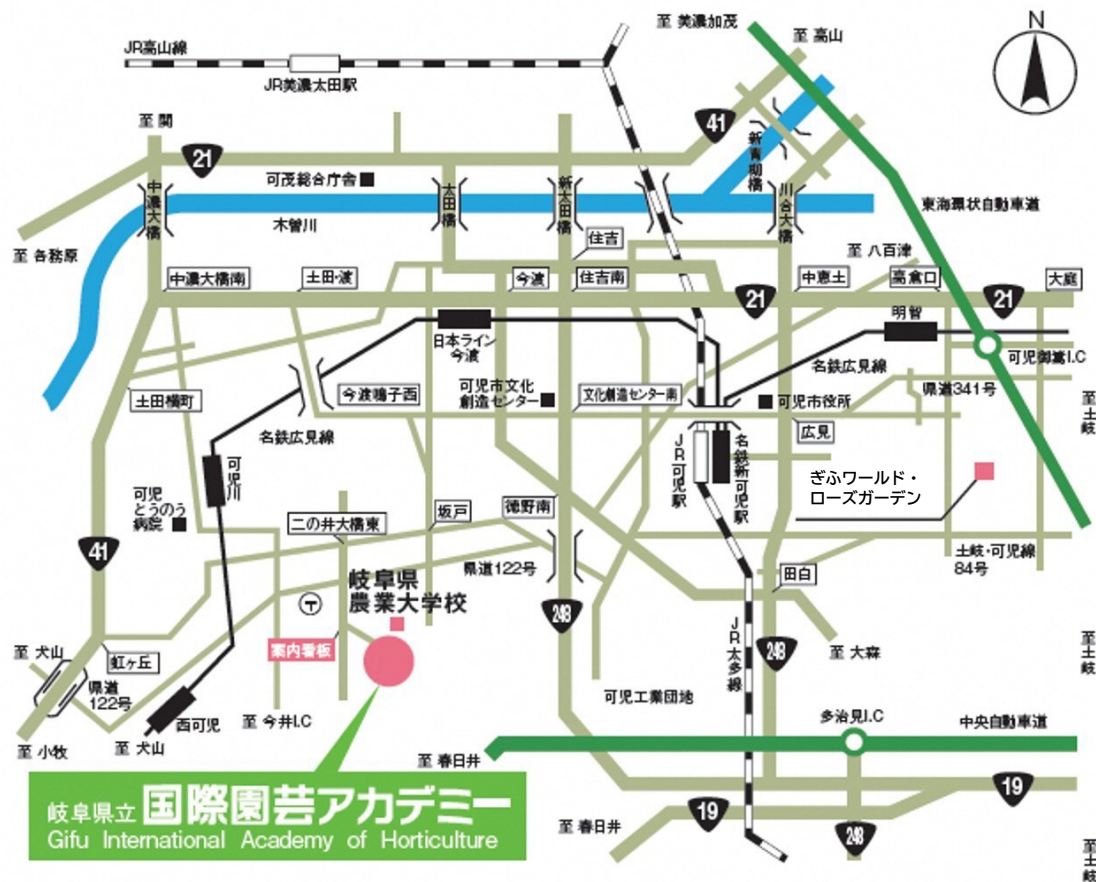 至 美濃加茂
N
至 高山
JR高山線
JR美濃太田駅
至 関
41
21
新青柳橋
可茂総合庁舎
中濃大橋
太田橋
新太田橋
川合大橋
木曽川
東海環状自動車道
至 各務原
住吉
至 八百津
中濃大橋南
土田・渡
今渡
住吉南
中恵土
高倉口
大庭
21
21
明智
日本ライン
今渡
可児御嵩I.C
名鉄広見線
県道341号
土田横町
今渡鳴子西
可児市文化
創造センター
文化創造センター南
可児市役所
至 土岐
名鉄広見線
広見
可児川
JR可児駅
名鉄新可児駅
ぎふワールド・
ローズガーデン
可児
とうのう
病院
二の井大橋東
坂戸
徳野南
41
県道122号
土岐・可児線
84号
岐阜県
農業大学校
田白
248
JR太多線
案内看板
至 犬山
虹ヶ丘
248
至 大森
至 土岐
県道
122号
可児工業団地
西可児
至 今井I.C
多治見I.C
中央自動車道
至 小牧
至 犬山
至 春日井
岐阜県立 国際園芸アカデミー
Gifu International Academy of Horticulture
19
19
至 春日井
248
至 土岐